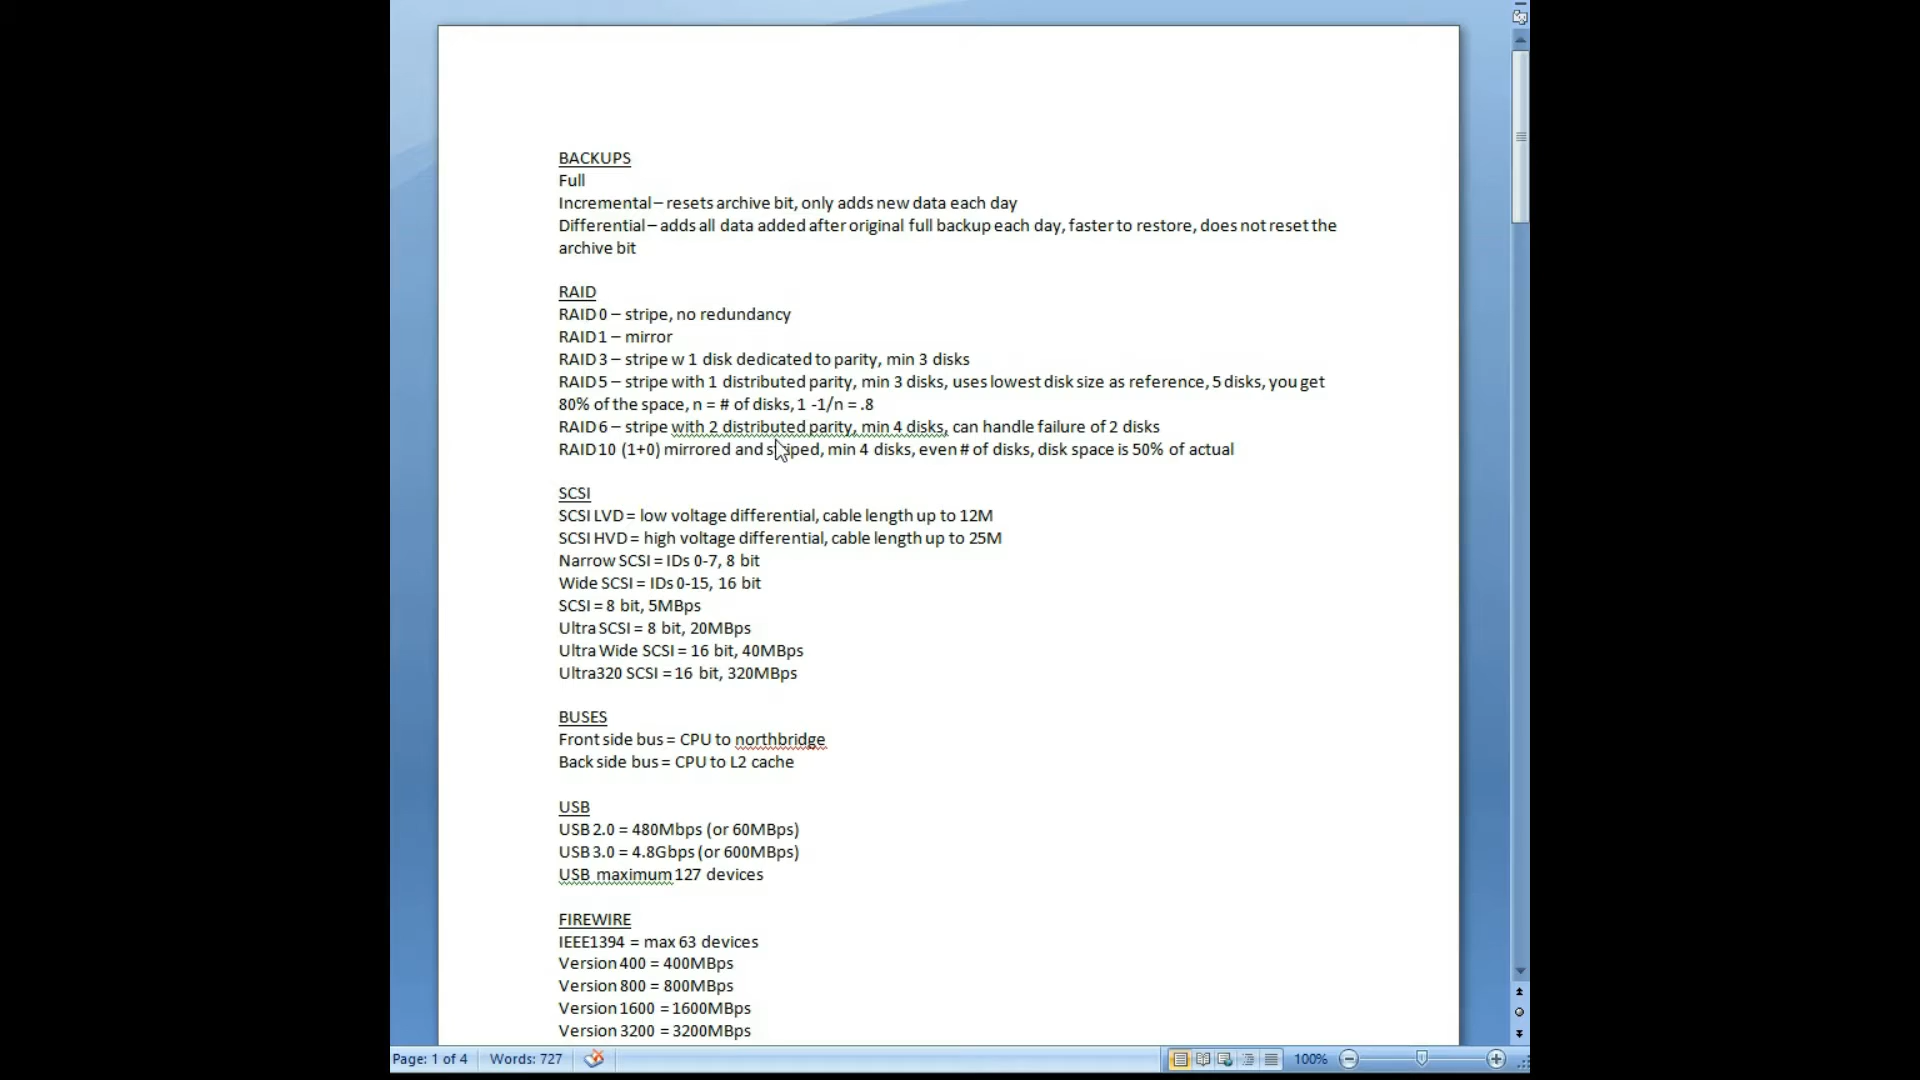 BACKUPS
Full
Incremental – resets archive bit, only adds new data each day
Differential – adds all data added after original full backup each day, faster to restore, does not reset the
archive bit
RAID
RAID 0 – stripe, no redundancy
RAID 1 – mirror
RAID 3 – stripe w 1 disk dedicated to parity, min 3 disks
RAID 5 – stripe with 1 distributed parity, min 3 disks, uses lowest disk size as reference, 5 disks, you get
80% of the space, n = # of disks, 1 -1/n = .8
RAID 6 – stripe with 2 distributed parity, min 4 disks, can handle failure of 2 disks
RAID 10 (1+0) mirrored and striped, min 4 disks, even # of disks, disk space is 50% of actual
SCSI
SCSI LVD = low voltage differential, cable length up to 12M
SCSI HVD = high voltage differential, cable length up to 25M
Narrow SCSI = IDs 0-7, 8 bit
Wide SCSI = IDs 0-15, 16 bit
SCSI = 8 bit, 5MBps
Ultra SCSI = 8 bit, 20MBps
Ultra Wide SCSI = 16 bit, 40MBps
Ultra320 SCSI = 16 bit, 320MBps
BUSES
Front side bus = CPU to northbridge
Back side bus = CPU to L2 cache
USB
USB 2.0 = 480Mbps (or 60MBps)
USB 3.0 = 4.8Gbps (or 600MBps)
USB maximum 127 devices
FIREWIRE
IEEE1394 = max 63 devices
Version 400 = 400MBps
Version 800 = 800MBps
Version 1600 = 1600MBps
Version 3200 = 3200MBps
Page: 1 of 4 Words: 727 100%